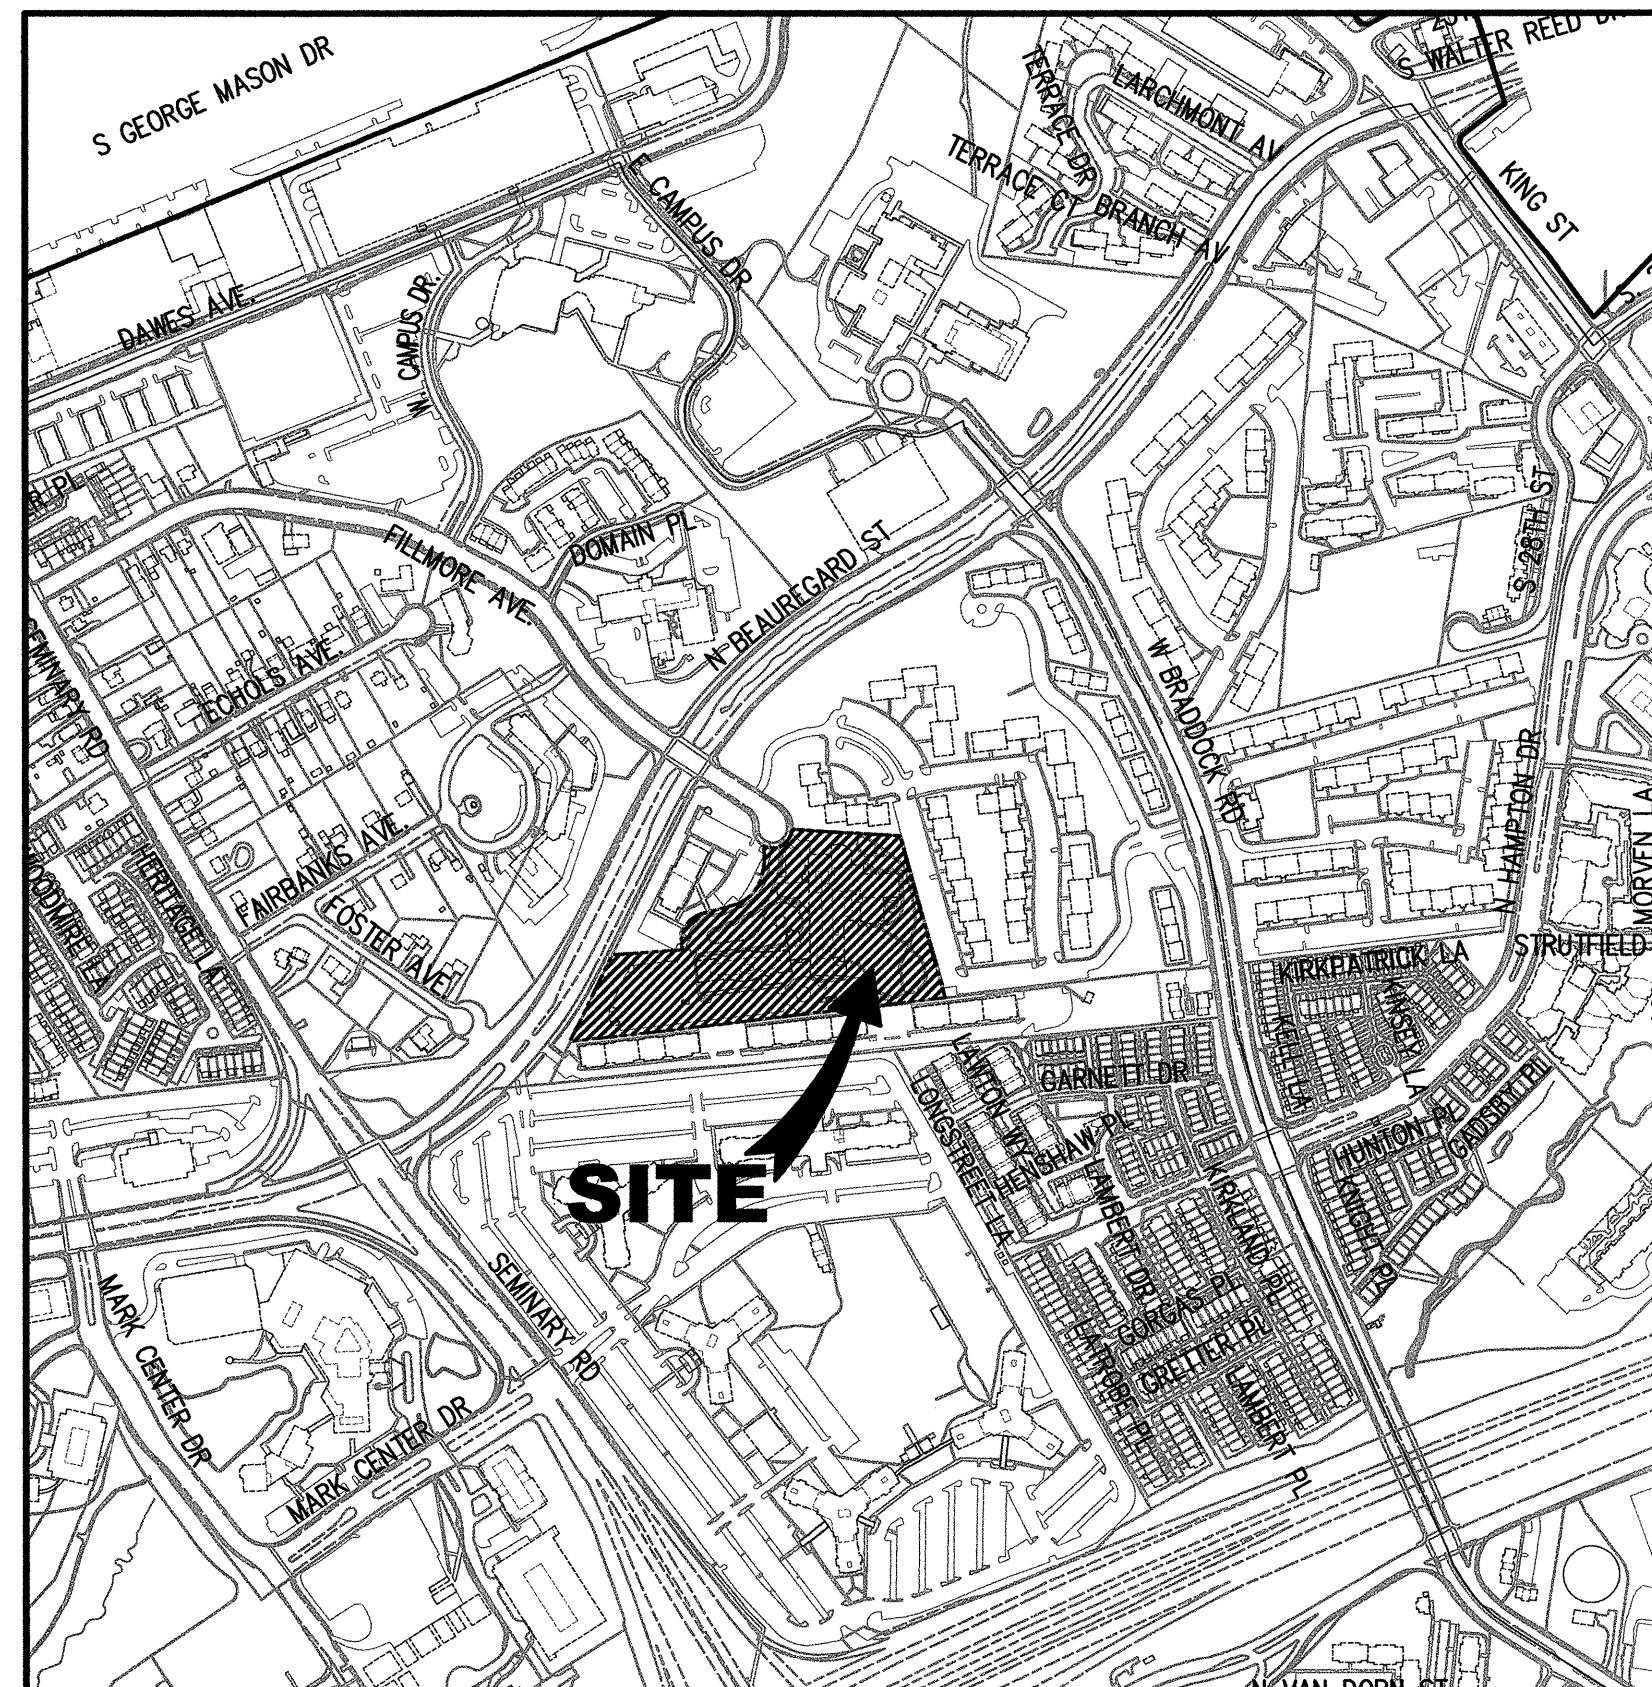 S GEORGE MASON DR
S WALTER REED
LARCHMONT AV
TERRACE DR
TERRACE CT
BRANCH AV
KING ST
E CAMPUS DR
W. CAMPUS DR.
DAWES AVE.
FILLMORE AVE.
DOMAIN PL
N BEAUREGARD ST
S 28TH ST
SEMINARY RD
ECHOLS AVE.
W BRADDOCK RD
N HAMPTON DR
MORVEN LA
FAIRBANKS AVE.
FOSTER AVE.
HERITAGE LA
WOODMIRE LA
STRUTFIELD
KIRKPATRICK LA
KINSEY LA
KELL LA
GARNETT DR
LAWTON WY
LONGSTREET LA
HENSHAW PL
HUNTON PL
GADSBY PL
KNIGHT PL
LAMBERT DR
KIRKLAND PL
SITE
GORGAS PL
GRETTER PL
LATROBE PL
LAMBERT PL
SEMINARY RD
MARK CENTER DR
MARK CENTER DR
N VAN DORN ST